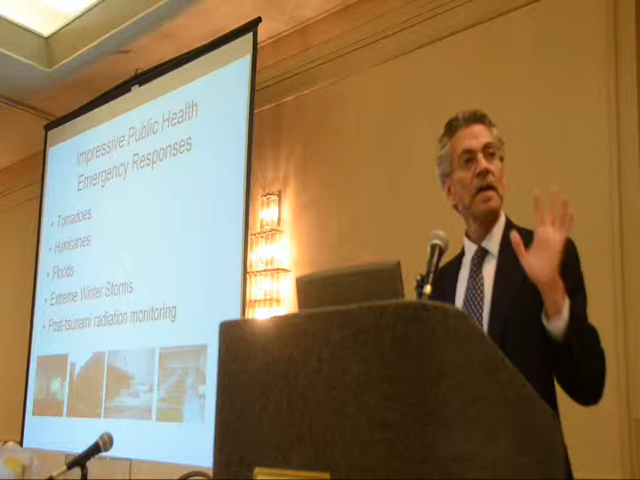 Impressive Public Health
Emergency Responses
• Tornadoes
• Hurricanes
• Floods
• Extreme Winter Storms
• Post-tsunami radiation monitoring